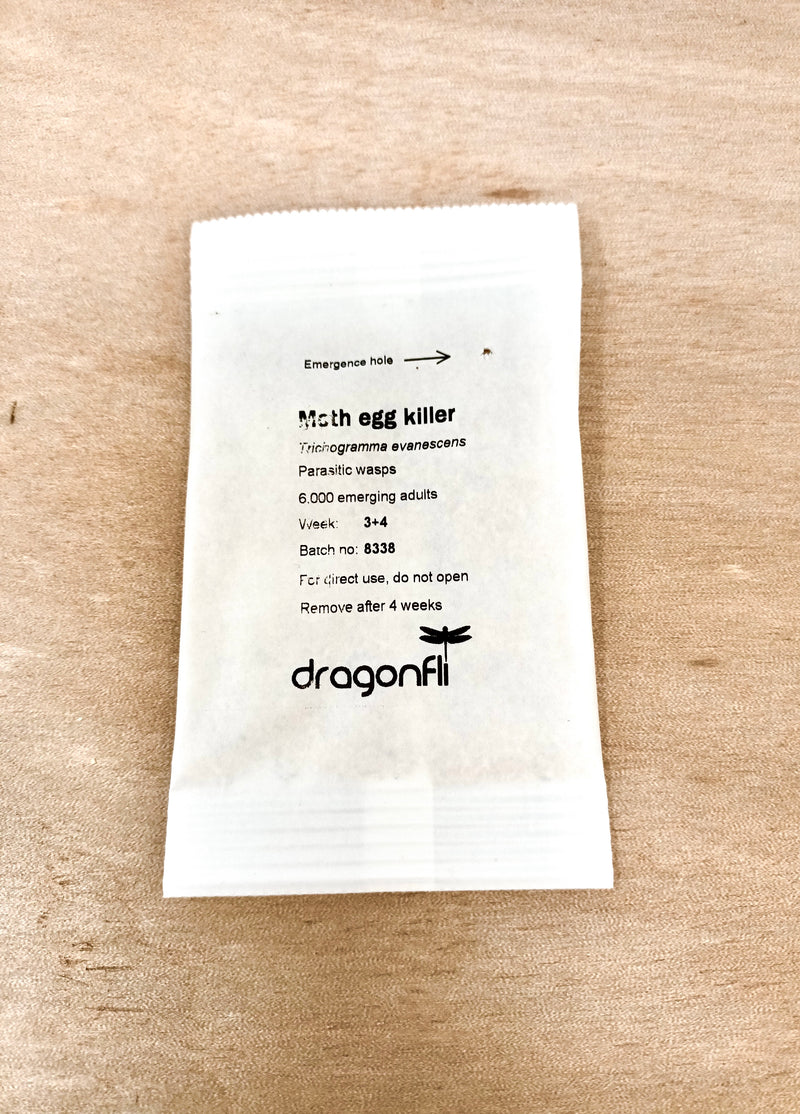 Emergence hole
Moth egg killer
Trichogramma evanescens
Parasitic wasps
6.000 emerging adults
Week: 3+4
Batch no: 8338
For direct use, do not open
Remove after 4 weeks
dragonfli